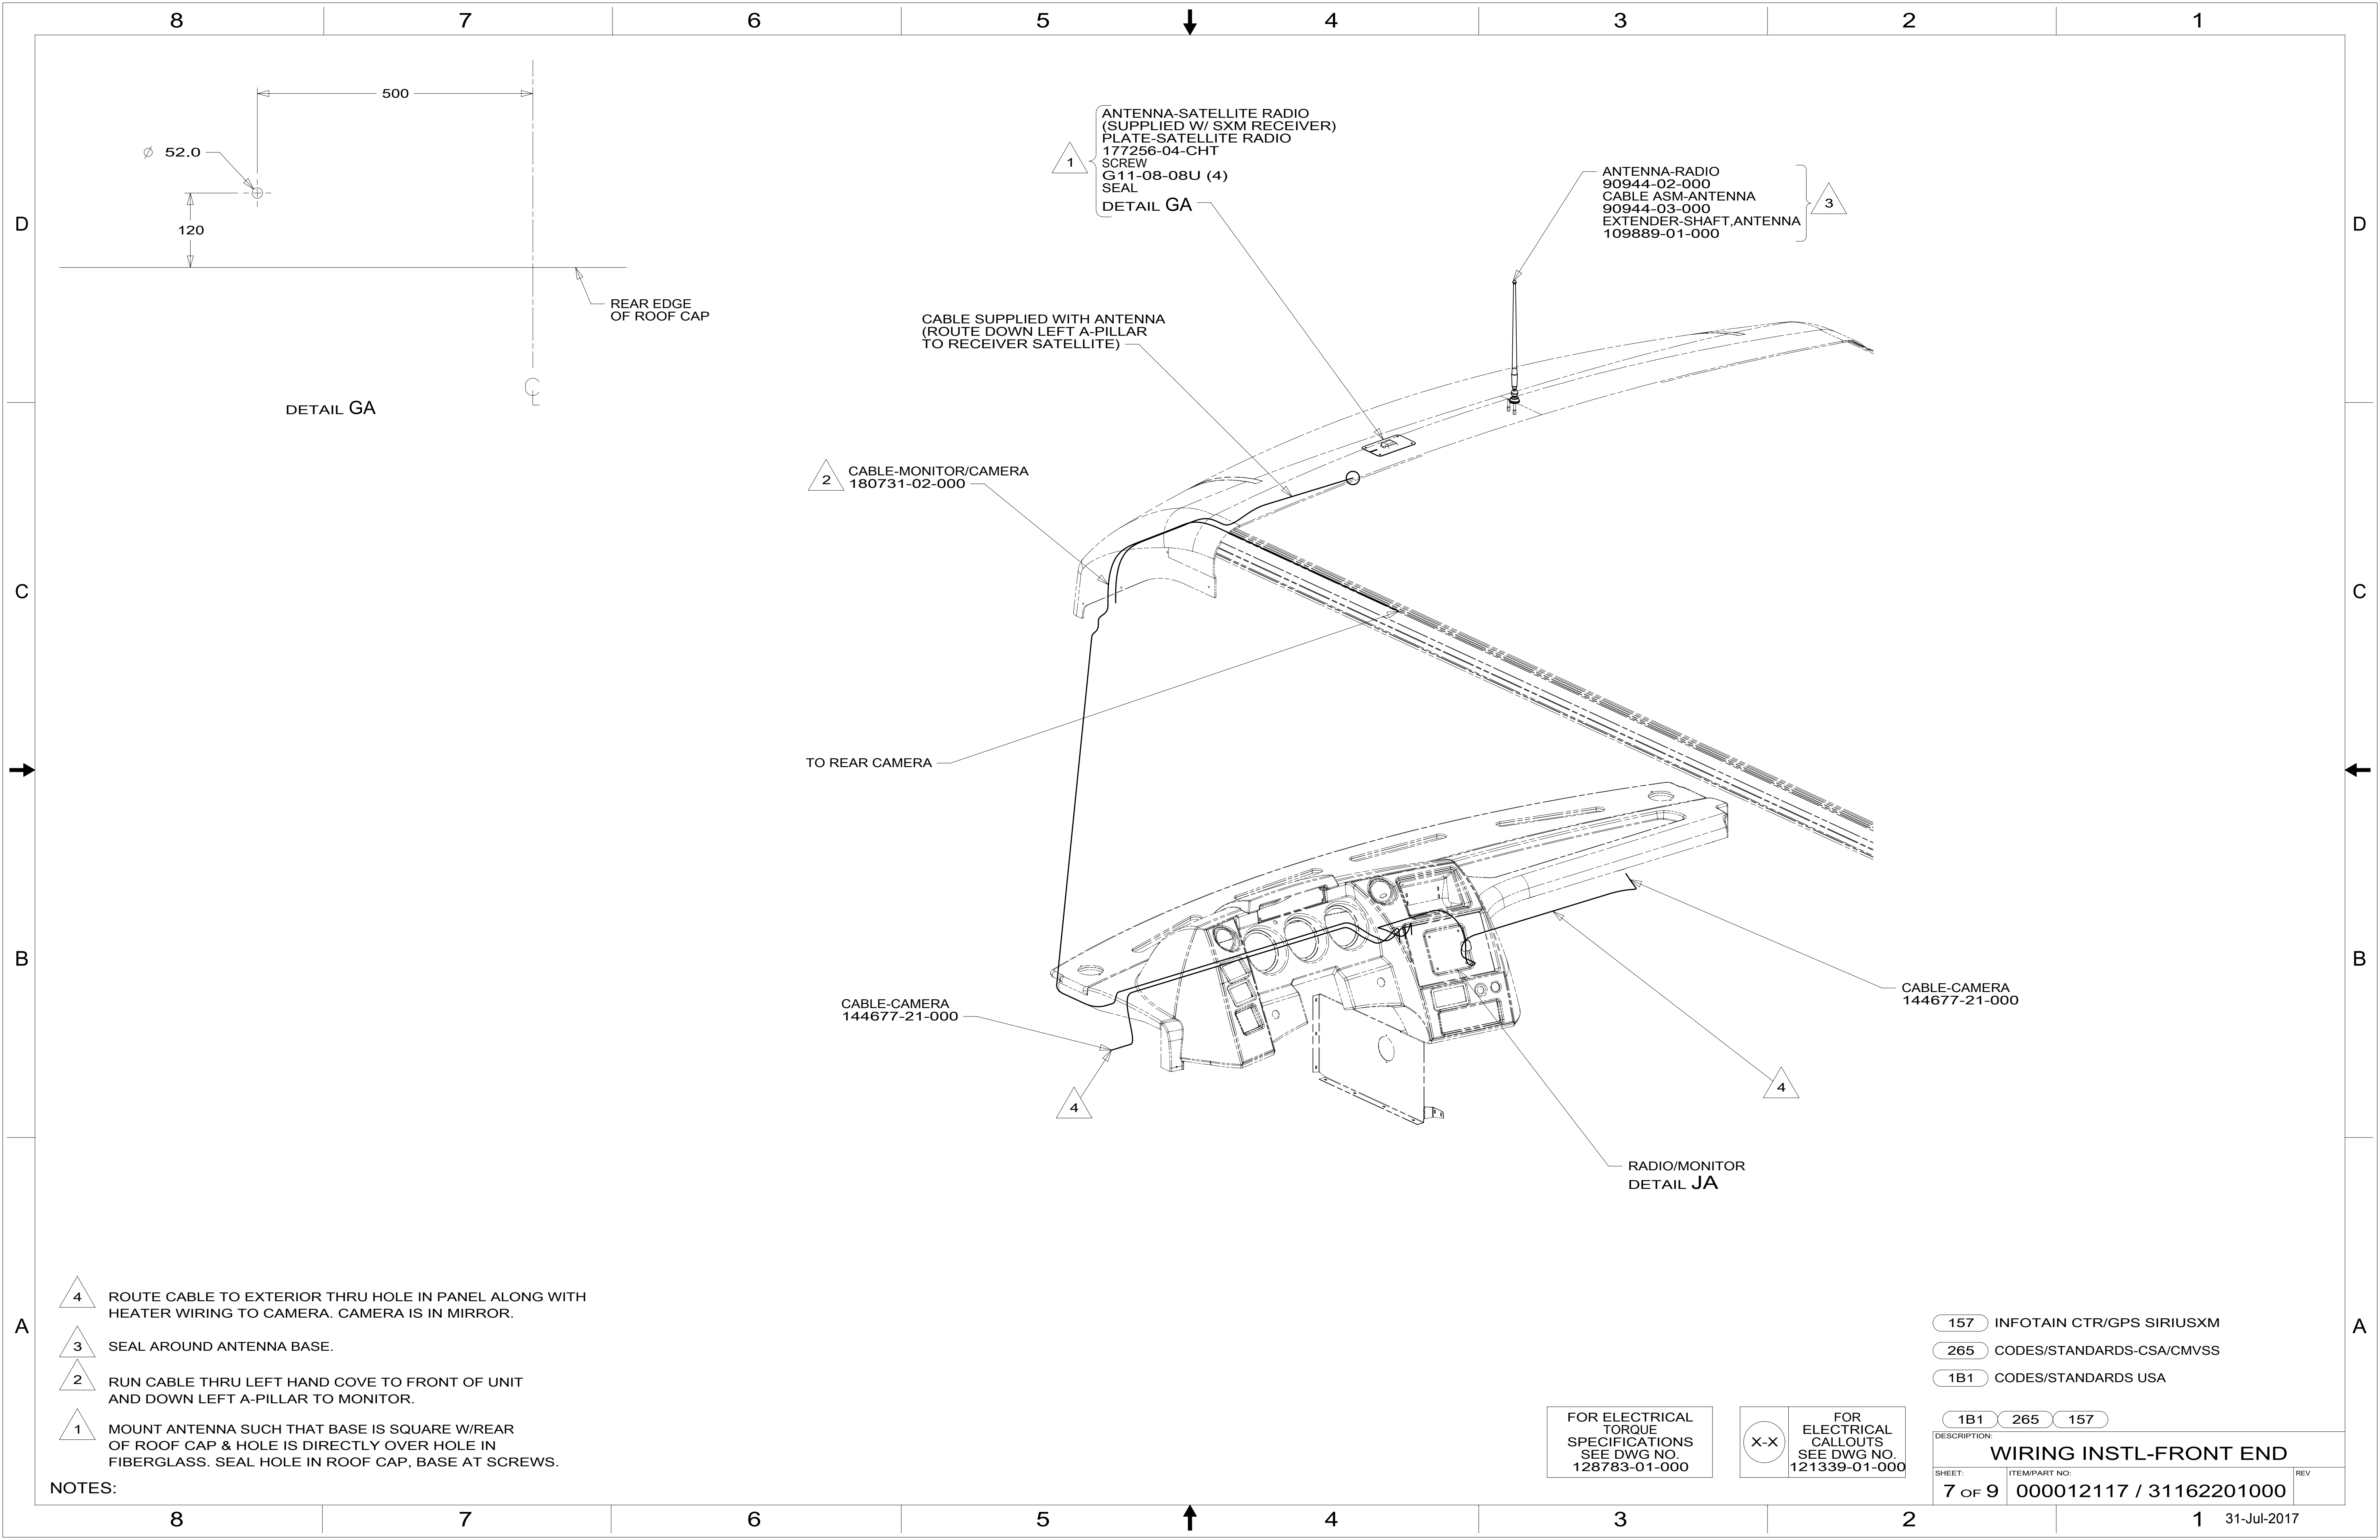 8 7 6 5 4 3 2 1
500
Ø 52.0
120
REAR EDGE
OF ROOF CAP
CL
DETAIL GA
1
ANTENNA-SATELLITE RADIO
(SUPPLIED W/ SXM RECEIVER)
PLATE-SATELLITE RADIO
177256-04-CHT
SCREW
G11-08-08U (4)
SEAL
DETAIL GA
ANTENNA-RADIO
90944-02-000
CABLE ASM-ANTENNA
90944-03-000
EXTENDER-SHAFT,ANTENNA
109889-01-000
3
D
D
CABLE SUPPLIED WITH ANTENNA
(ROUTE DOWN LEFT A-PILLAR
TO RECEIVER SATELLITE)
2
CABLE-MONITOR/CAMERA
180731-02-000
C
C
TO REAR CAMERA
B
B
CABLE-CAMERA
144677-21-000
4
CABLE-CAMERA
144677-21-000
4
RADIO/MONITOR
DETAIL JA
A
A
4 ROUTE CABLE TO EXTERIOR THRU HOLE IN PANEL ALONG WITH
HEATER WIRING TO CAMERA. CAMERA IS IN MIRROR.
3 SEAL AROUND ANTENNA BASE.
2 RUN CABLE THRU LEFT HAND COVE TO FRONT OF UNIT
AND DOWN LEFT A-PILLAR TO MONITOR.
1 MOUNT ANTENNA SUCH THAT BASE IS SQUARE W/REAR
OF ROOF CAP & HOLE IS DIRECTLY OVER HOLE IN
FIBERGLASS. SEAL HOLE IN ROOF CAP, BASE AT SCREWS.
NOTES:
FOR ELECTRICAL
TORQUE
SPECIFICATIONS
SEE DWG NO.
128783-01-000
X-X
FOR
ELECTRICAL
CALLOUTS
SEE DWG NO.
121339-01-000
157 INFOTAIN CTR/GPS SIRIUSXM
265 CODES/STANDARDS-CSA/CMVSS
1B1 CODES/STANDARDS USA
1B1 265 157
DESCRIPTION:
WIRING INSTL-FRONT END
SHEET:
7 OF 9
ITEM/PART NO:
000012117 / 31162201000
REV
8 7 6 5 4 3 2 1
31-Jul-2017